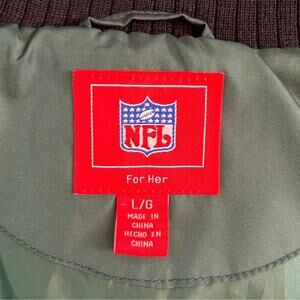 NFL
For Her
L/G
MADE IN
CHINA
HECHO EN
CHINA